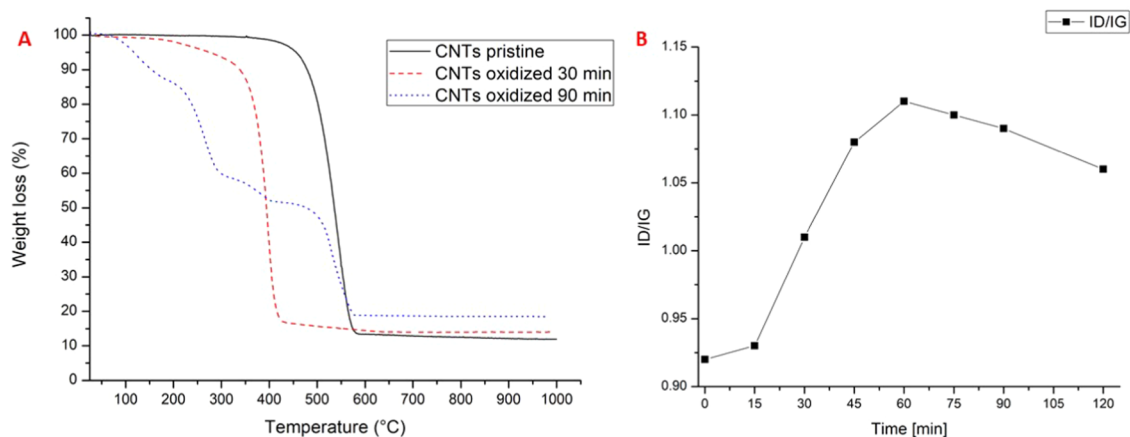 A
CNTs pristine
CNTs oxidized 30 min
CNTs oxidized 90 min
Weight loss (%)
100
90
80
70
60
50
40
30
20
10
0
100 200 300 400 500 600 700 800 900 1000
Temperature (°C)
B
ID/IG
ID/IG
1.15
1.10
1.05
1.00
0.95
0.90
0 15 30 45 60 75 90 105 120
Time [min]